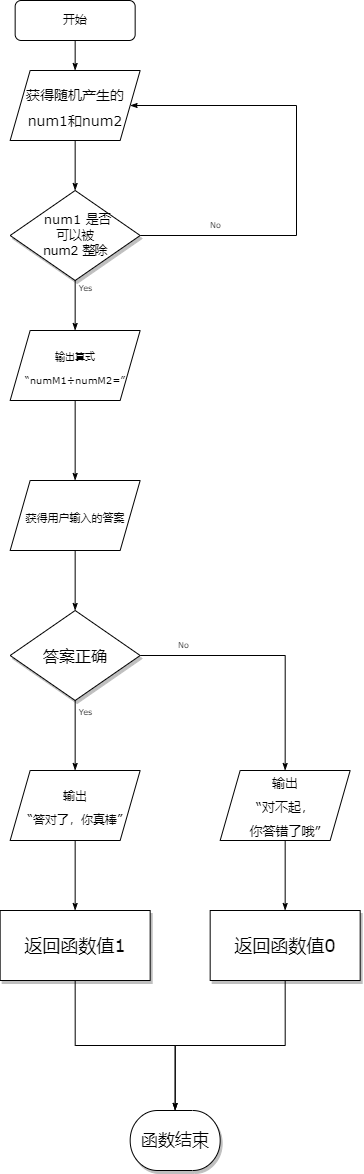 开始
获得随机产生的
num1和num2
num1 是否
可以被
num2 整除
No
Yes
输出算式
“numM1÷numM2=”
获得用户输入的答案
答案正确
No
Yes
输出
“答对了，你真棒”
输出
“对不起，
你答错了哦”
返回函数值1
返回函数值0
函数结束